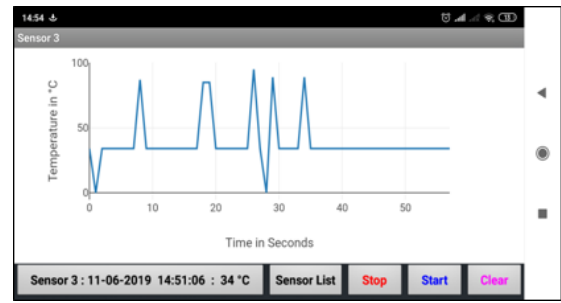 14:54
Sensor 3
100
50
0
Temperature in °C
0 10 20 30 40 50
Time in Seconds
Sensor 3 : 11-06-2019 14:51:06 : 34 °C Sensor List Stop Start Clear